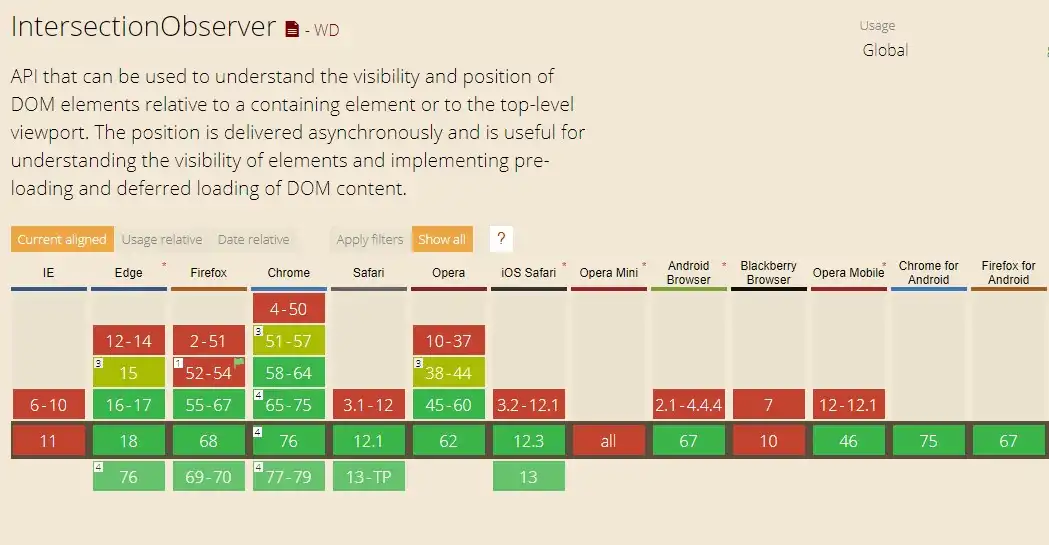 IntersectionObserver - WD
Usage
Global
API that can be used to understand the visibility and position of
DOM elements relative to a containing element or to the top-level
viewport. The position is delivered asynchronously and is useful for
understanding the visibility of elements and implementing pre-
loading and deferred loading of DOM content.
Current aligned Usage relative Date relative Apply filters Show all ?
IE Edge * Firefox Chrome Safari Opera iOS Safari * Opera Mini * Android Browser * Blackberry Browser Opera Mobile * Chrome for Android Firefox for Android
4-50
12-14 2-51 3 51-57 10-37
3 15 1 52-54 58-64 3 38-44
6-10 16-17 55-67 4 65-75 3.1-12 45-60 3.2-12.1 2.1-4.4.4 7 12-12.1
11 18 68 4 76 12.1 62 12.3 all 67 10 46 75 67
4 76 69-70 4 77-79 13-TP 13